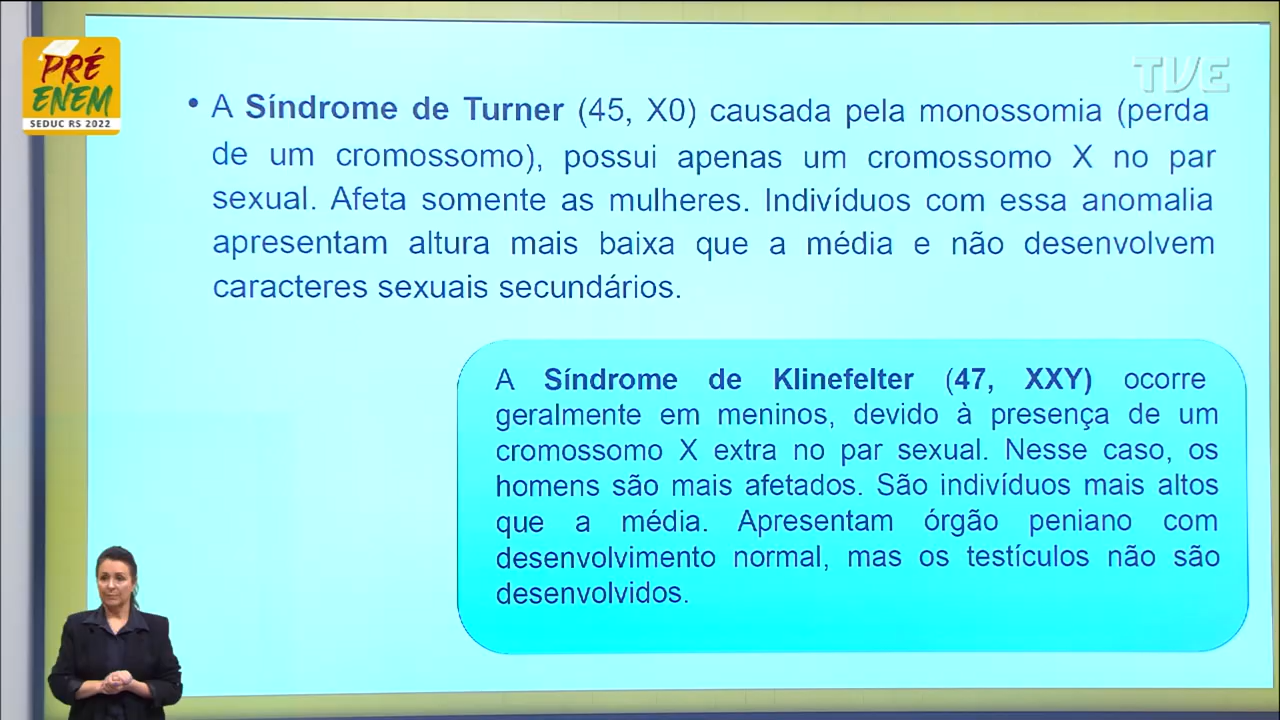 PRÉ
ENEM
SEDUC RS 2022
TVE
• A Síndrome de Turner (45, X0) causada pela monossomia (perda
de um cromossomo), possui apenas um cromossomo X no par
sexual. Afeta somente as mulheres. Indivíduos com essa anomalia
apresentam altura mais baixa que a média e não desenvolvem
caracteres sexuais secundários.
A Síndrome de Klinefelter (47, XXY) ocorre
geralmente em meninos, devido à presença de um
cromossomo X extra no par sexual. Nesse caso, os
homens são mais afetados. São indivíduos mais altos
que a média. Apresentam órgão peniano com
desenvolvimento normal, mas os testículos não são
desenvolvidos.